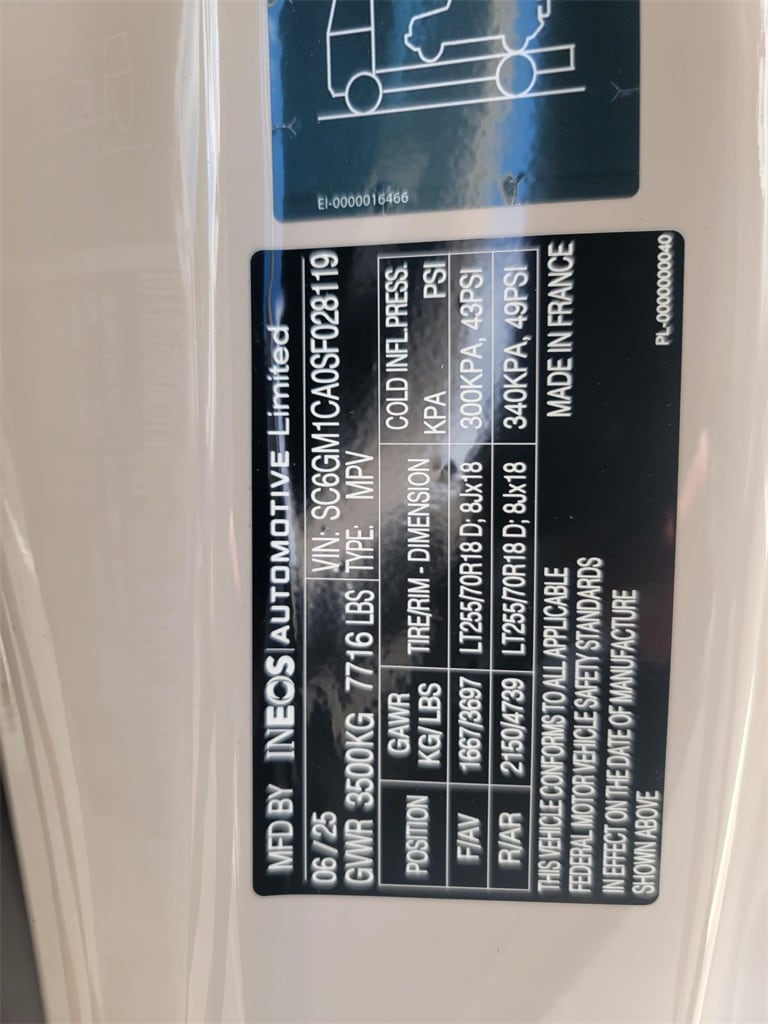 EI-0000016466
MFD BY INEOS|AUTOMOTIVE Limited
06/25 VIN: SC6GM1CA0SF028119
GVWR 3500KG 7716 LBS TYPE: MPV
POSITION GAWR KG/LBS TIRE/RIM - DIMENSION COLD INFL.PRESS. KPA PSI
F/AV 1667/3697 LT255/70R18 D; 8Jx18 300KPA, 43PSI
R/AR 2150/4739 LT255/70R18 D; 8Jx18 340KPA, 49PSI
THIS VEHICLE CONFORMS TO ALL APPLICABLE
FEDERAL MOTOR VEHICLE SAFETY STANDARDS
IN EFFECT ON THE DATE OF MANUFACTURE
SHOWN ABOVE
MADE IN FRANCE
PL-0000000040